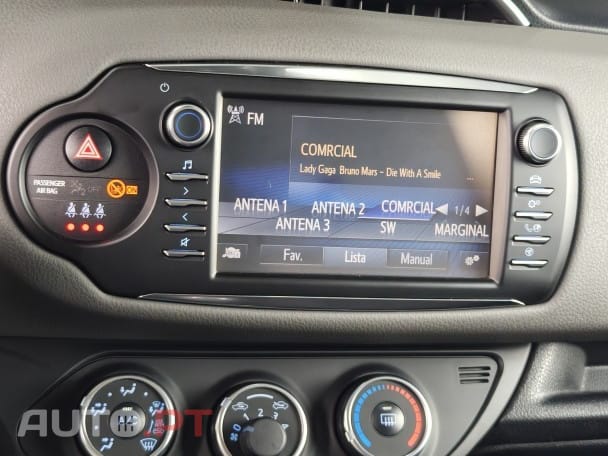 FM
COMRCIAL
Lady Gaga Bruno Mars - Die With A Smile
...
ANTENA 1 ANTENA 2 COMRCIAL 1/4
ANTENA 3 SW MARGINAL
Fav. Lista Manual
PASSENGER
AIR BAG OFF
AUTO PT